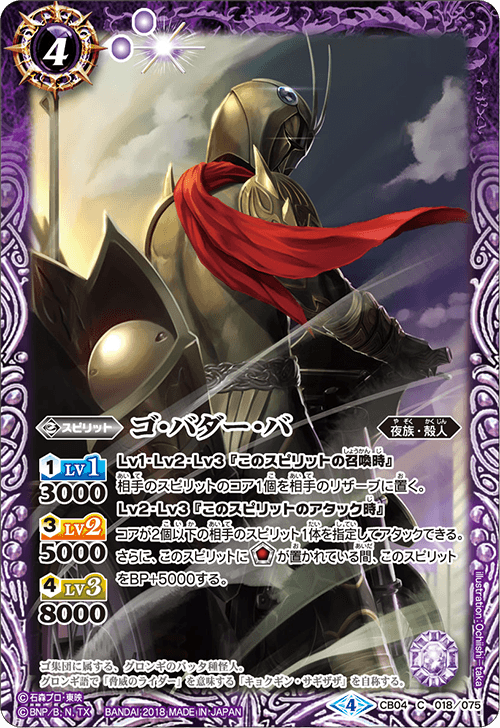 4
スピリット
ゴ・バダー・バ
夜族・殻人
やぞく かくじん
1 LV1
3000
3 LV2
5000
4 LV3
8000
Lv1・Lv2・Lv3『このスピリットの召喚時』
相手のスピリットのコア1個を相手のリザーブに置く。
Lv2・Lv3『このスピリットのアタック時』
コアが2個以下の相手のスピリット1体を指定してアタックできる。
さらに、このスピリットに が置かれている間、このスピリット
をBP+5000する。
ゴ集団に属する、グロンギのバッタ種怪人。
グロンギ語で「脅威のライダー」を意味する「キョクギン・サギザザ」を自称する。
©石森プロ・東映
©BNP/B; N, TX BANDAI 2018 MADE IN JAPAN
4 CB04 C 018/075
illustration: Ochiishi-taka